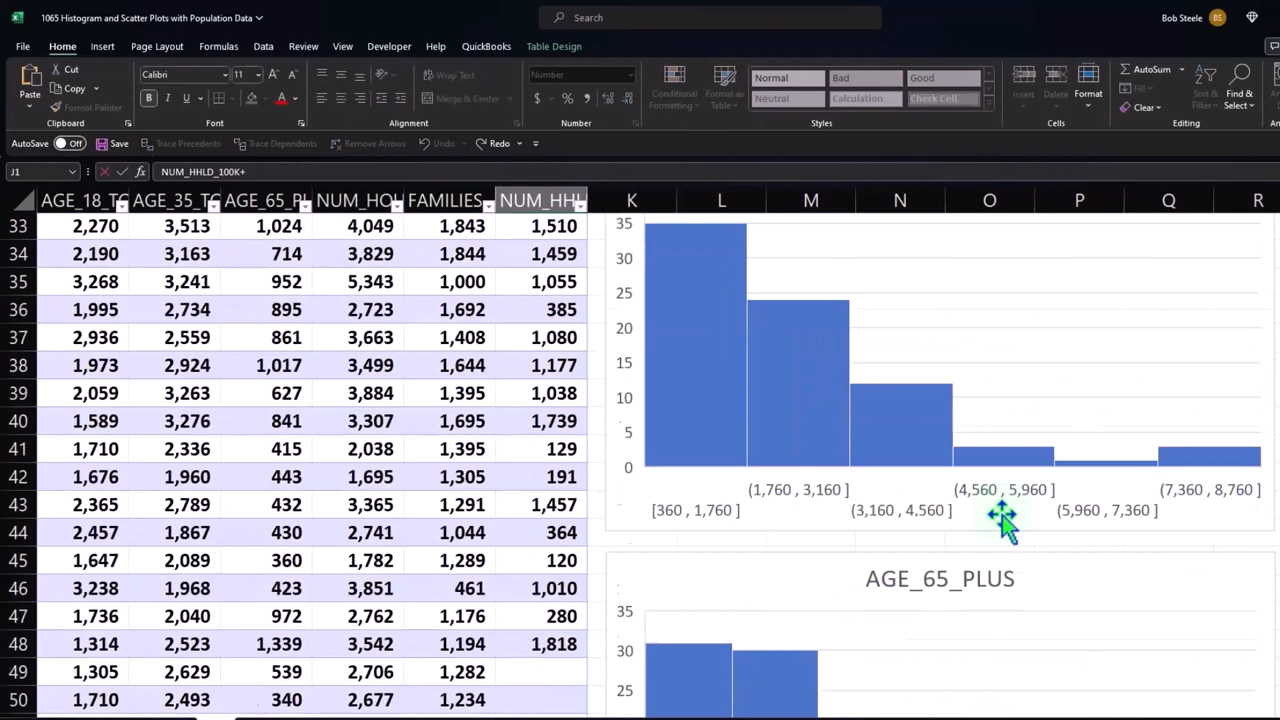 1065 Histogram and Scatter Plots with Population Data
Search
Bob Steele
BS
File Home Insert Page Layout Formulas Data Review View Developer Help QuickBooks Table Design
Paste
Cut
Copy
Format Painter
Clipboard
Calibri 11
Font
Wrap Text
Merge & Center
Alignment
Number
Number
Conditional Formatting
Format as Table
Normal Bad Good
Neutral Calculation Check Cell
Styles
Insert Delete Format
Cells
AutoSum
Fill
Clear
Sort & Filter
Find & Select
Editing
AutoSave Off Save Trace Precedents Trace Dependents Remove Arrows Undo Redo
J1 NUM_HHLD_100K+
AGE_18_TO AGE_35_TO AGE_65_PL NUM_HOU FAMILIES NUM_HHL K L M N O P Q R
33 2,270 3,513 1,024 4,049 1,843 1,510
34 2,190 3,163 714 3,829 1,844 1,459
35 3,268 3,241 952 5,343 1,000 1,055
36 1,995 2,734 895 2,723 1,692 385
37 2,936 2,559 861 3,663 1,408 1,080
38 1,973 2,924 1,017 3,499 1,644 1,177
39 2,059 3,263 627 3,884 1,395 1,038
40 1,589 3,276 841 3,307 1,695 1,739
41 1,710 2,336 415 2,038 1,395 129
42 1,676 1,960 443 1,695 1,305 191
43 2,365 2,789 432 3,365 1,291 1,457
44 2,457 1,867 430 2,741 1,044 364
45 1,647 2,089 360 1,782 1,289 120
46 3,238 1,968 423 3,851 461 1,010
47 1,736 2,040 972 2,762 1,176 280
48 1,314 2,523 1,339 3,542 1,194 1,818
49 1,305 2,629 539 2,706 1,282
50 1,710 2,493 340 2,677 1,234
35
30
25
20
15
10
5
0
(1,760 , 3,160 ] (4,560 , 5,960 ] (7,360 , 8,760 ]
[360 , 1,760 ] (3,160 , 4,560 ] (5,960 , 7,360 ]
AGE_65_PLUS
35
30
25